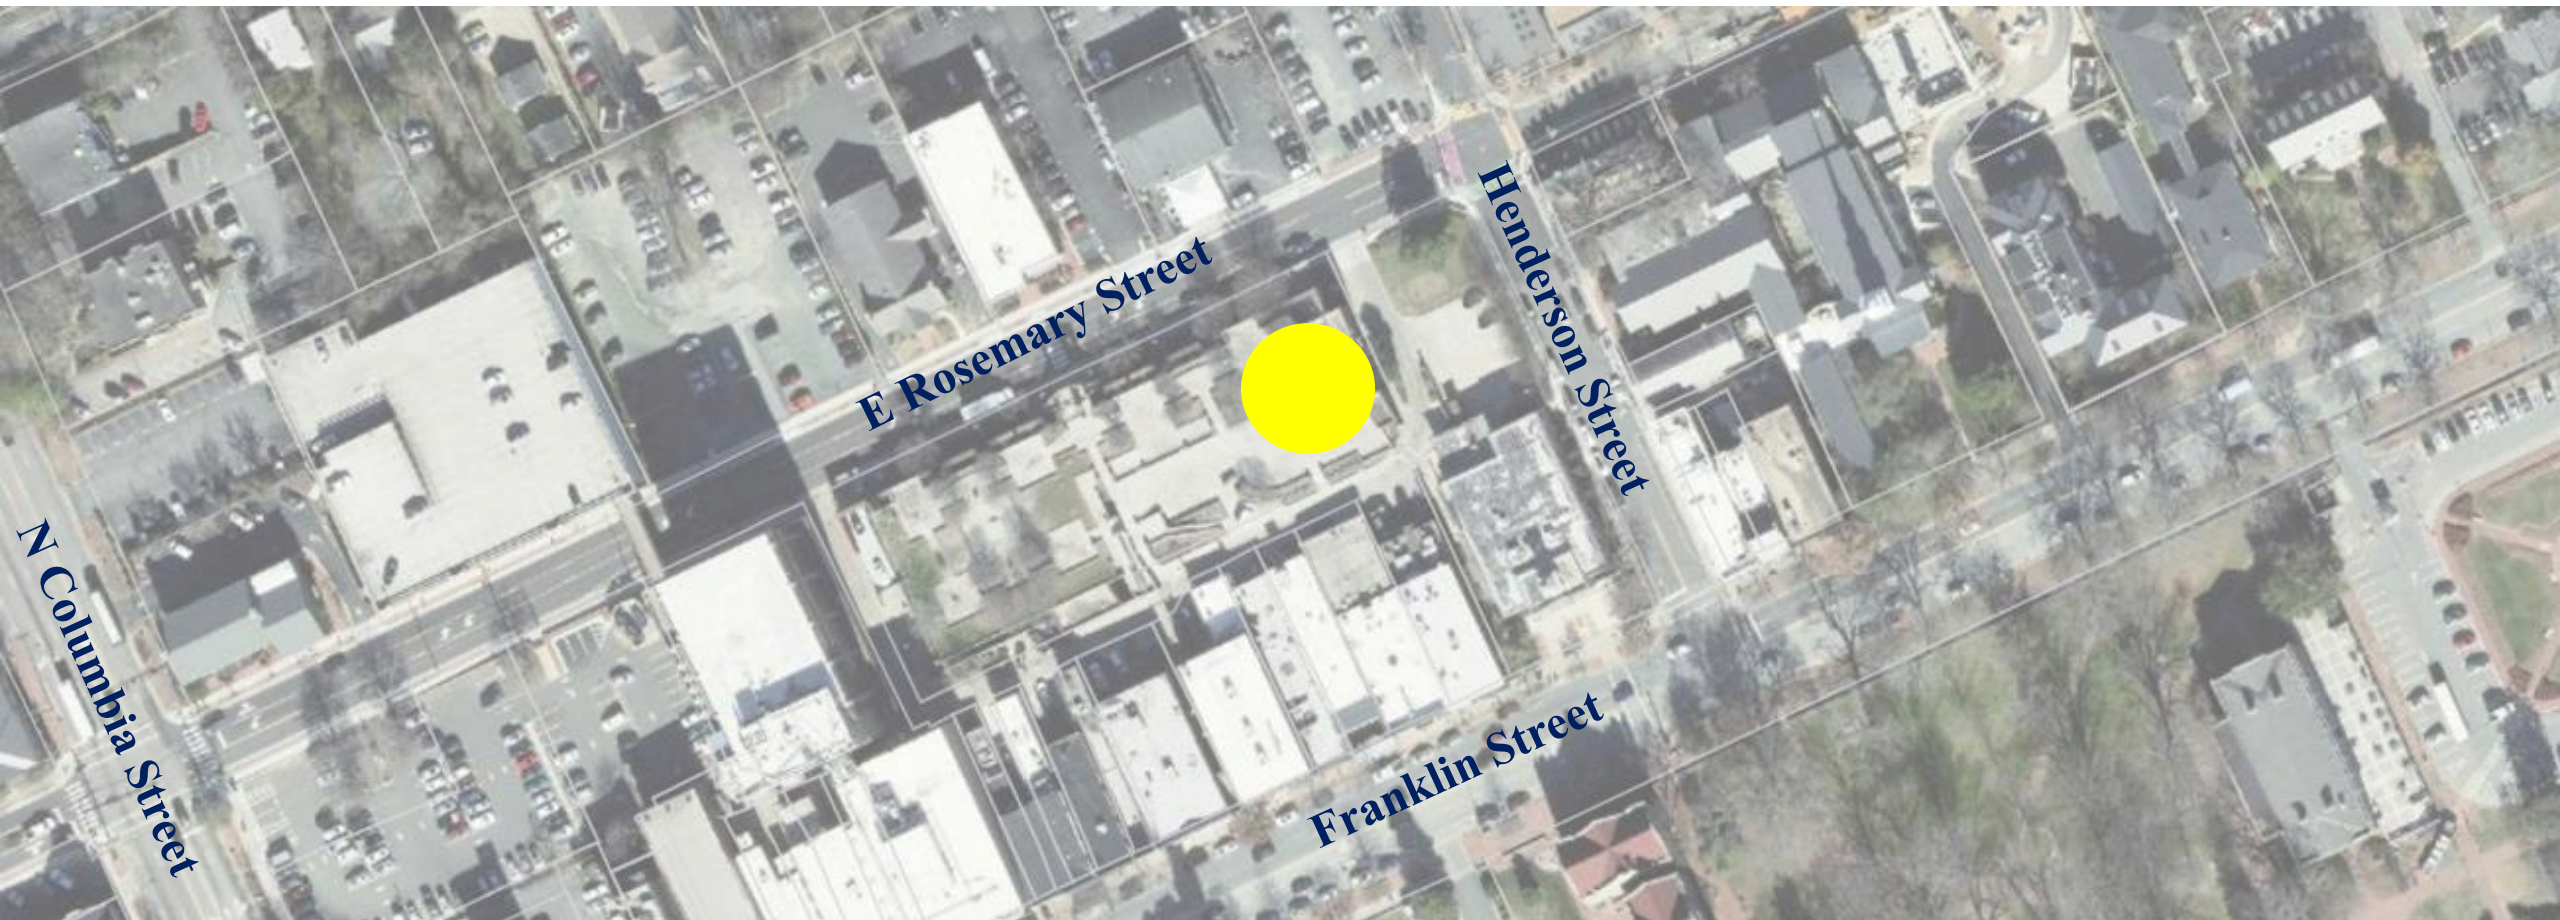 Henderson Street
E Rosemary Street
N Columbia Street
Franklin Street